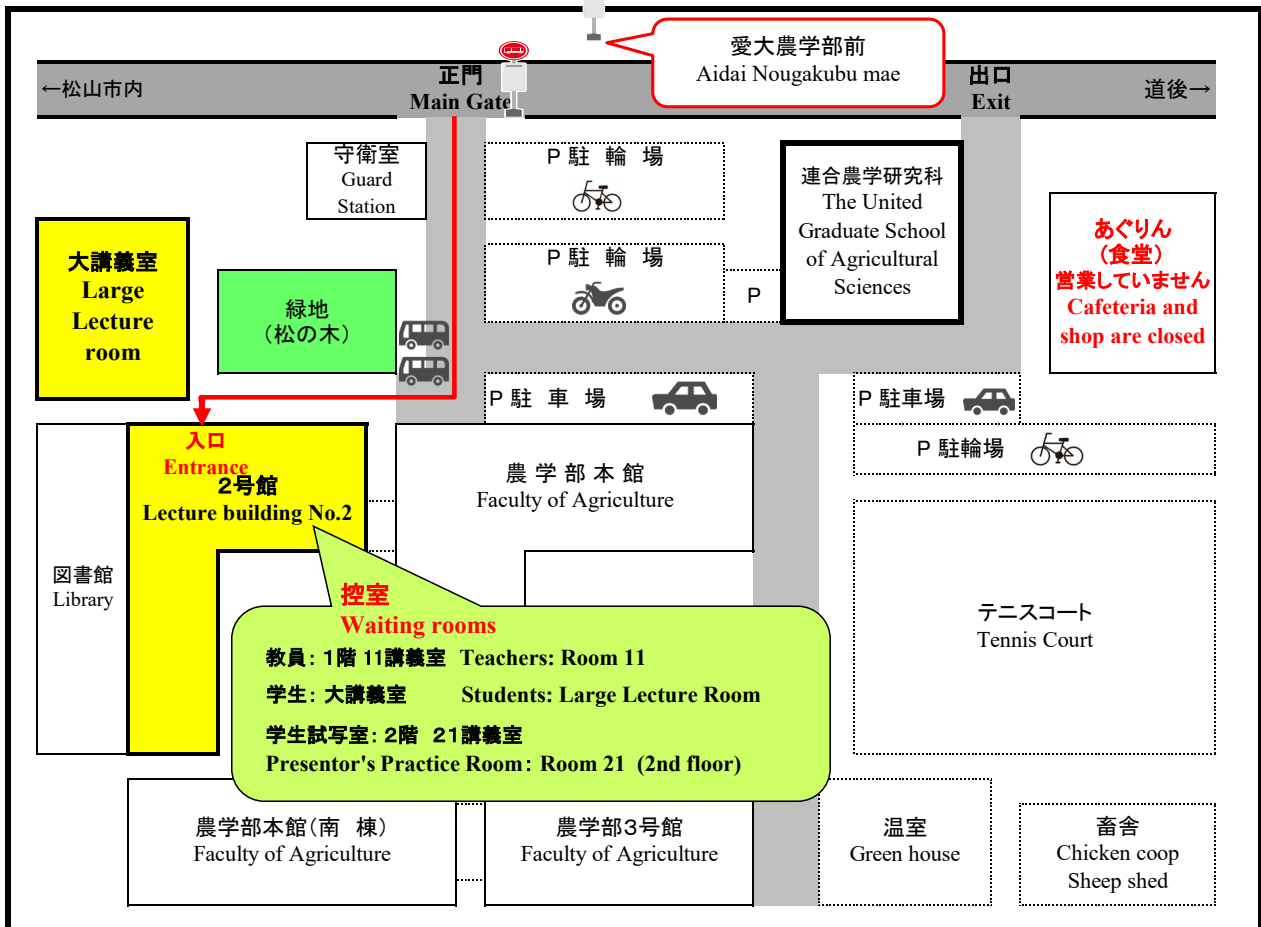 愛大農学部前
Aidai Nougakubu mae
←松山市内
正門
Main Gate
出口
Exit
道後→
守衛室
Guard
Station
P 駐 輪 場
連合農学研究科
The United
Graduate School
of Agricultural
Sciences
あぐりん
(食堂)
営業していません
Cafeteria and
shop are closed
大講義室
Large
Lecture
room
緑地
(松の木)
P 駐 輪 場
P
P 駐 車 場
P 駐車場
入口
Entrance
2号館
Lecture building No.2
農 学 部 本 館
Faculty of Agriculture
P 駐輪場
図書館
Library
控室
Waiting rooms
教員: 1階 11講義室 Teachers: Room 11
学生: 大講義室 Students: Large Lecture Room
学生試写室: 2階 21講義室
Presentor's Practice Room: Room 21 (2nd floor)
テニスコート
Tennis Court
農学部本館(南 棟)
Faculty of Agriculture
農学部3号館
Faculty of Agriculture
温室
Green house
畜舎
Chicken coop
Sheep shed